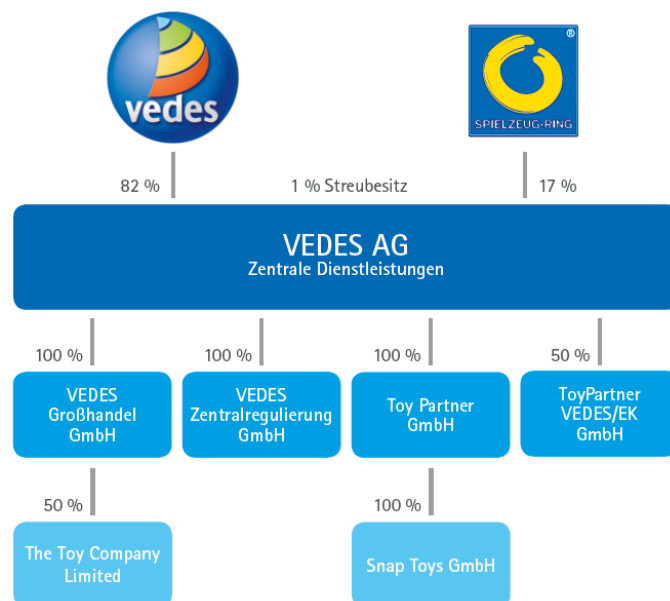 vedes
®
SPIELZEUG-RING
82 %
1 % Streubesitz
17 %
VEDES AG
Zentrale Dienstleistungen
100 %
100 %
100 %
50 %
VEDES
Großhandel
GmbH
VEDES
Zentralregulierung
GmbH
Toy Partner
GmbH
ToyPartner
VEDES/EK
GmbH
50 %
100 %
The Toy Company
Limited
Snap Toys GmbH